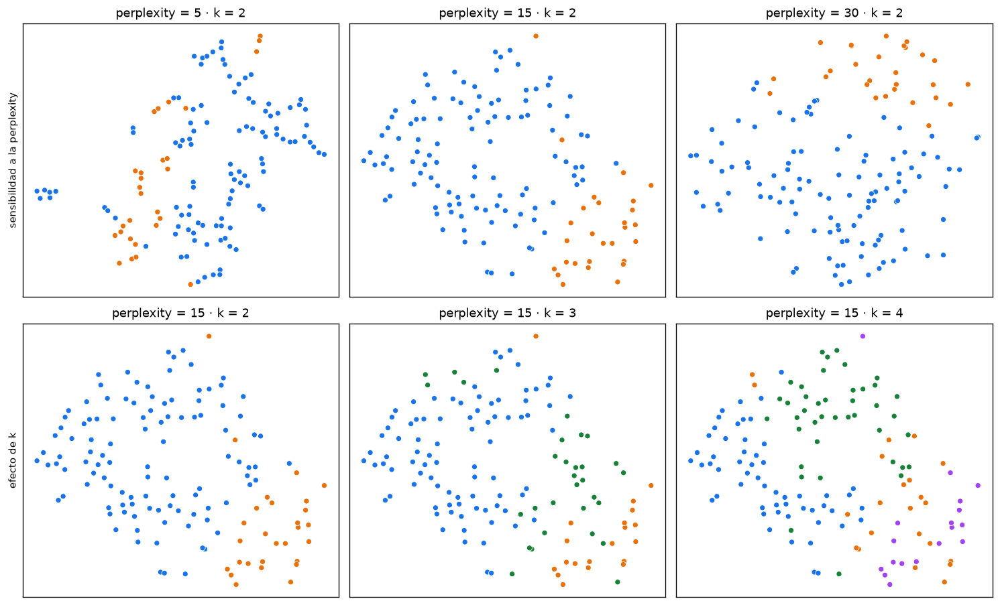 perplexity = 5 · k = 2
perplexity = 15 · k = 2
perplexity = 30 · k = 2
sensibilidad a la perplexity
perplexity = 15 · k = 2
perplexity = 15 · k = 3
perplexity = 15 · k = 4
efecto de k